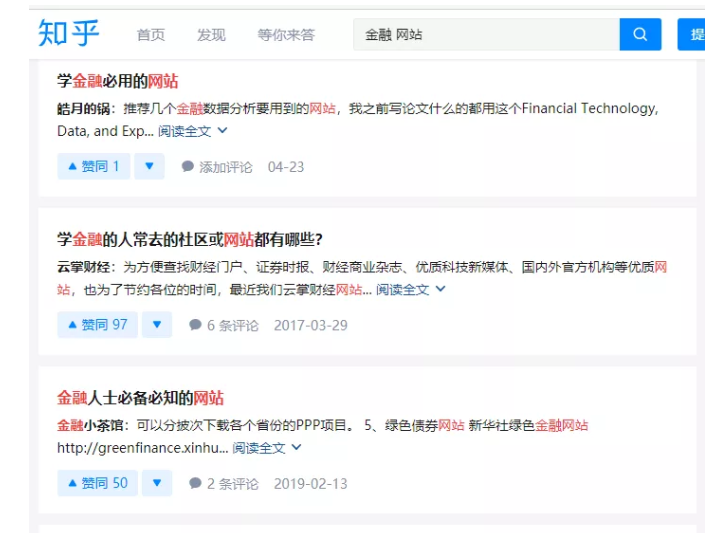 知乎 首页 发现 等你来答 金融 网站 提
学金融必用的网站
皓月的锅：推荐几个金融数据分析要用到的网站，我之前写论文什么的都用这个Financial Technology,
Data, and Exp... 阅读全文
赞同 1 添加评论 04-23
学金融的人常去的社区或网站都有哪些?
云掌财经：为方便查找财经门户、证券时报、财经商业杂志、优质科技新媒体、国内外官方机构等优质网
站，也为了节约各位的时间，最近我们云掌财经网站... 阅读全文
赞同 97 6 条评论 2017-03-29
金融人士必备必知的网站
金融小茶馆：可以分披次下载各个省份的PPP项目。 5、绿色债券网站 新华社绿色金融网站
http://greenfinance.xinhu... 阅读全文
赞同 50 2 条评论 2019-02-13